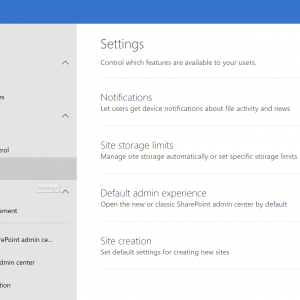 Settings
Control which features are available to your users.
es
Notifications
Let users get device notifications about file activity and news
trol
Site storage limits
Manage site storage automatically or set specific storage limits
Settings
Default admin experience
Open the new or classic SharePoint admin center by default
ement
rePoint admin ce...
Site creation
Set default settings for creating new sites
dmin center
tion